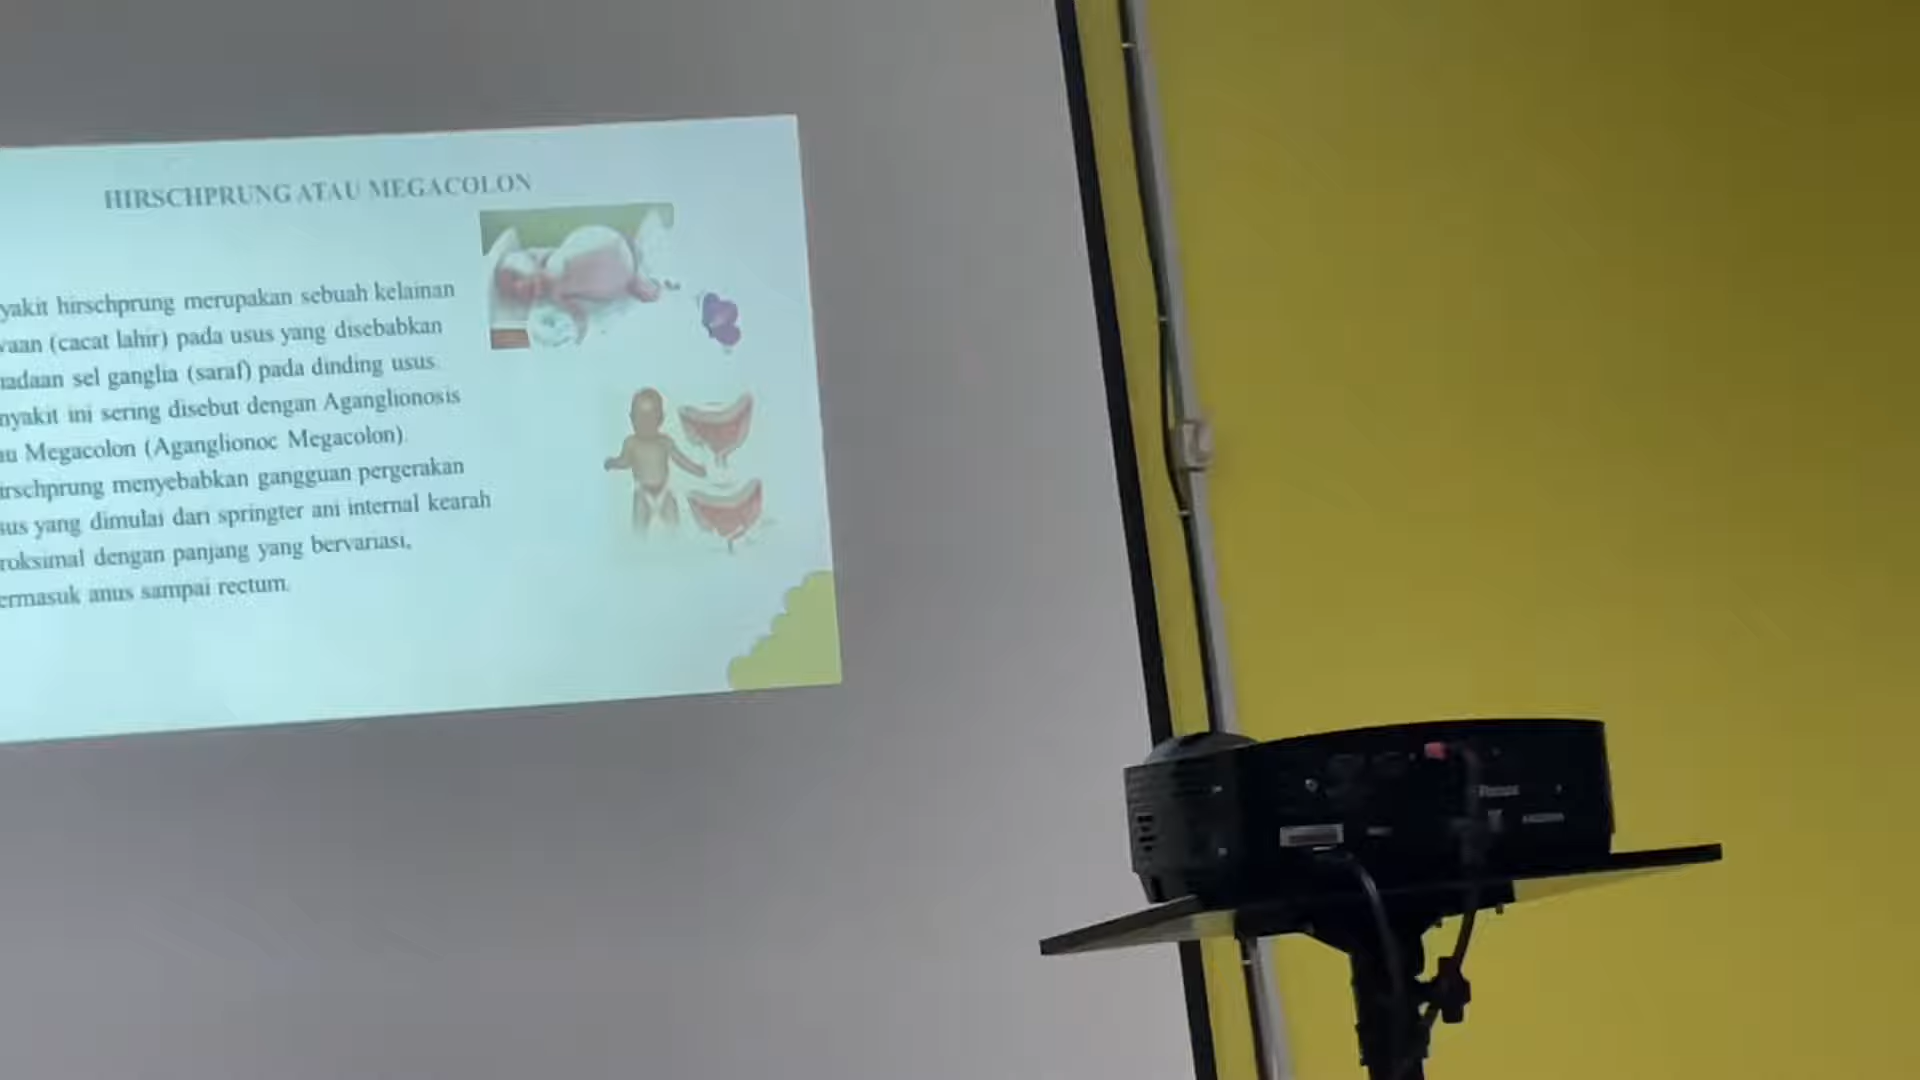 HIRSCHPRUNG ATAU MEGACOLON
yakit hirschprung merupakan sebuah kelainan
waan (cacat lahir) pada usus yang disebabkan
adaan sel ganglia (saraf) pada dinding usus.
nyakit ini sering disebut dengan Aganglionosis
au Megacolon (Aganglionoc Megacolon).
irschprung menyebabkan gangguan pergerakan
sus yang dimulai dari springter ani internal kearah
roksimal dengan panjang yang bervariasi,
ermasuk anus sampai rectum.